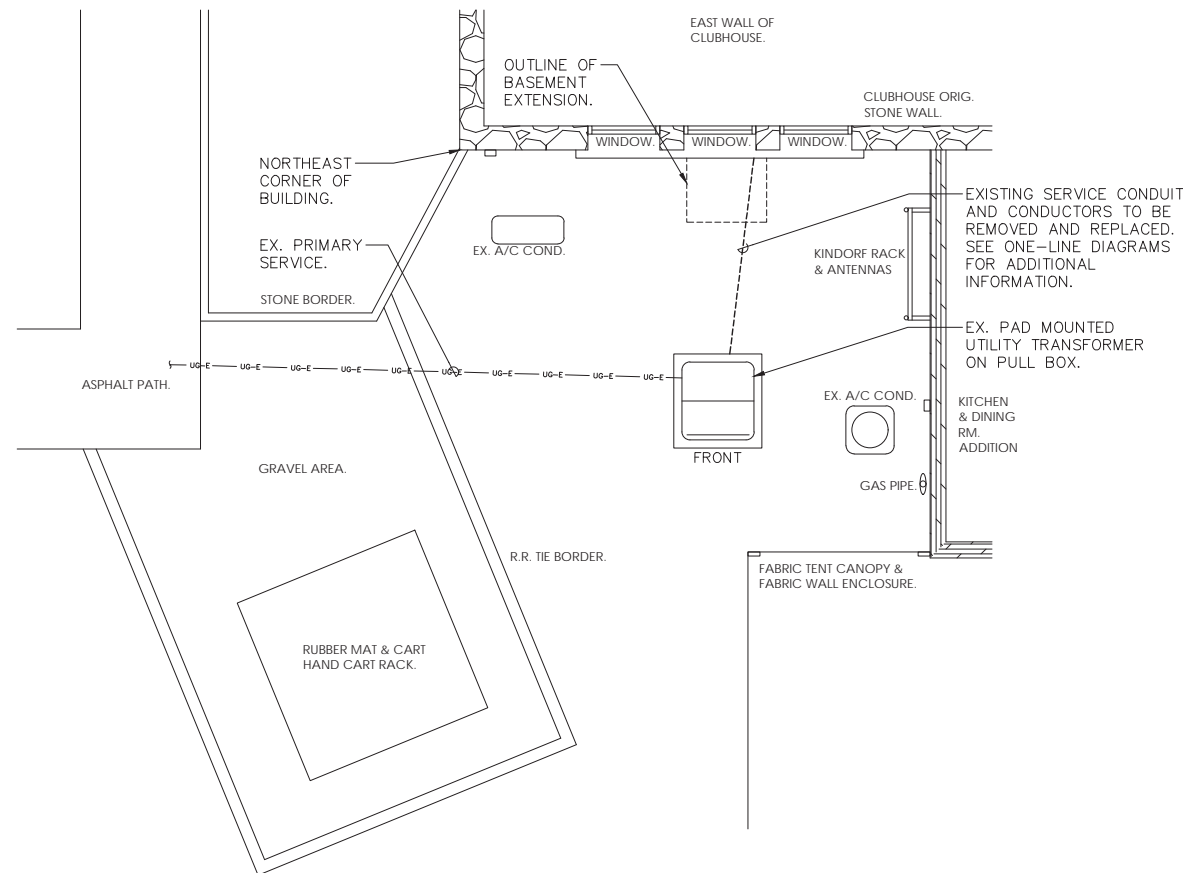 EAST WALL OF
CLUBHOUSE.
OUTLINE OF
BASEMENT
EXTENSION.
CLUBHOUSE ORIG.
STONE WALL.
WINDOW.
WINDOW.
WINDOW.
NORTHEAST
CORNER OF
BUILDING.
EXISTING SERVICE CONDUIT
AND CONDUCTORS TO BE
REMOVED AND REPLACED.
SEE ONE-LINE DIAGRAMS
FOR ADDITIONAL
INFORMATION.
EX. PRIMARY
SERVICE.
EX. A/C COND.
KINDORF RACK
& ANTENNAS
STONE BORDER.
EX. PAD MOUNTED
UTILITY TRANSFORMER
ON PULL BOX.
UG-E
UG-E
UG-E
UG-E
UG-E
UG-E
UG-E
UG-E
UG-E
UG-E
ASPHALT PATH.
EX. A/C COND.
KITCHEN
& DINING
RM.
ADDITION
FRONT
GRAVEL AREA.
GAS PIPE.
R.R. TIE BORDER.
FABRIC TENT CANOPY &
FABRIC WALL ENCLOSURE.
RUBBER MAT & CART
HAND CART RACK.